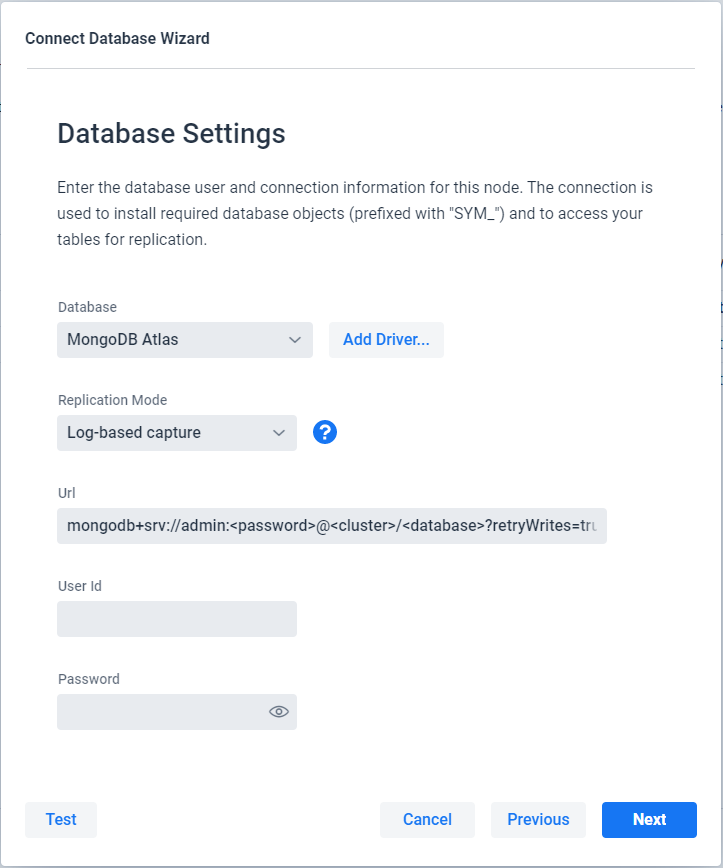 Connect Database Wizard
Database Settings
Enter the database user and connection information for this node. The connection is
used to install required database objects (prefixed with "SYM_") and to access your
tables for replication.
Database
MongoDB Atlas
Add Driver...
Replication Mode
Log-based capture
?
Url
mongodb+srv://admin:<password>@<cluster>/<database>?retryWrites=tru
User Id
Password
Test
Cancel
Previous
Next